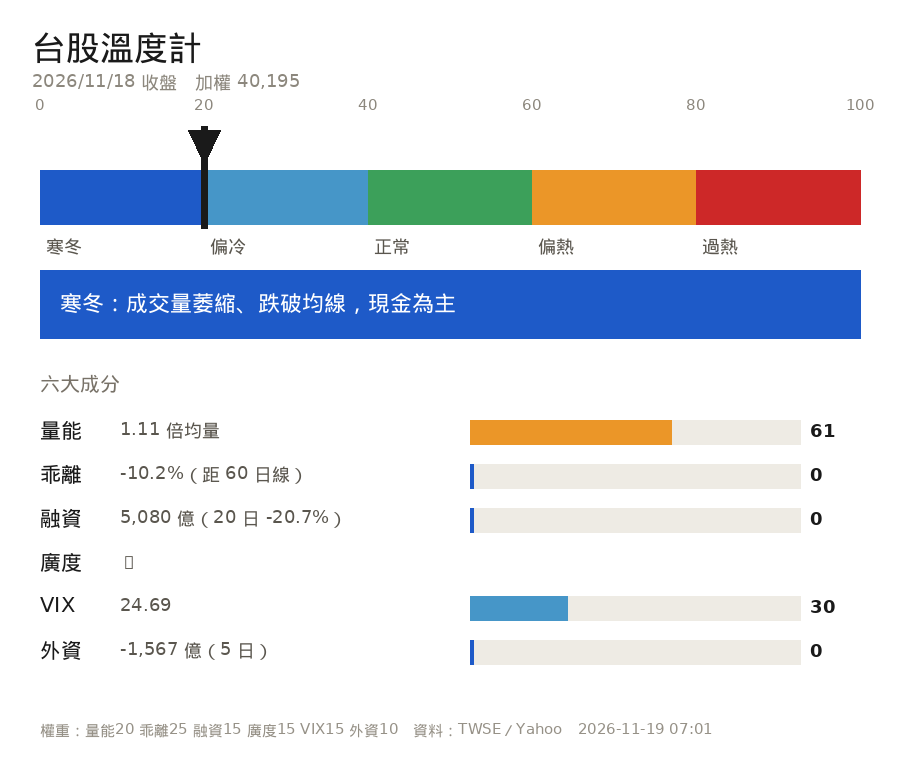 台股溫度計
2026/11/18 收盤 加權 40,195
0 20 40 60 80 100
寒冬 偏冷 正常 偏熱 過熱
寒冬：成交量萎縮、跌破均線，現金為主
六大成分
量能 1.11 倍均量 61
乖離 -10.2%（距 60 日線） 0
融資 5,080 億（20 日 -20.7%） 0
廣度
VIX 24.69 30
外資 -1,567 億（5 日） 0
權重：量能20 乖離25 融資15 廣度15 VIX15 外資10 資料：TWSE／Yahoo 2026-11-19 07:01